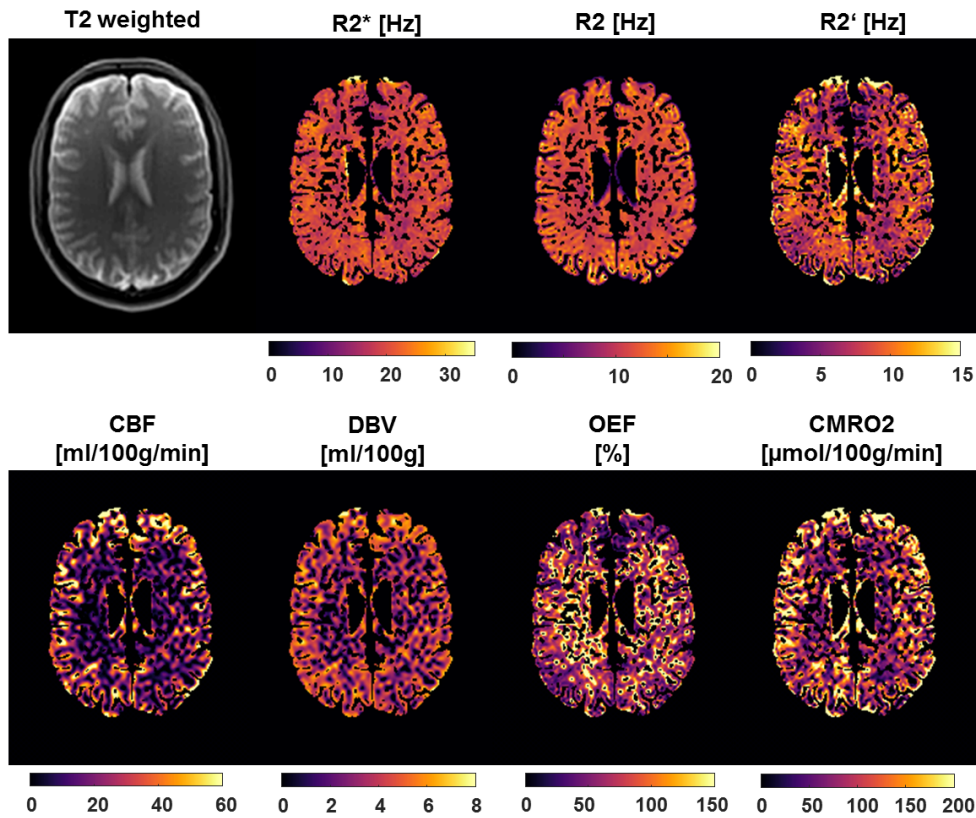 T2 weighted
R2* [Hz]
R2 [Hz]
R2‘ [Hz]
0 10 20 30
0 10 20
0 5 10 15
CBF
[ml/100g/min]
DBV
[ml/100g]
OEF
[%]
CMRO2
[µmol/100g/min]
0 20 40 60
0 2 4 6 8
0 50 100 150
0 50 100 150 200